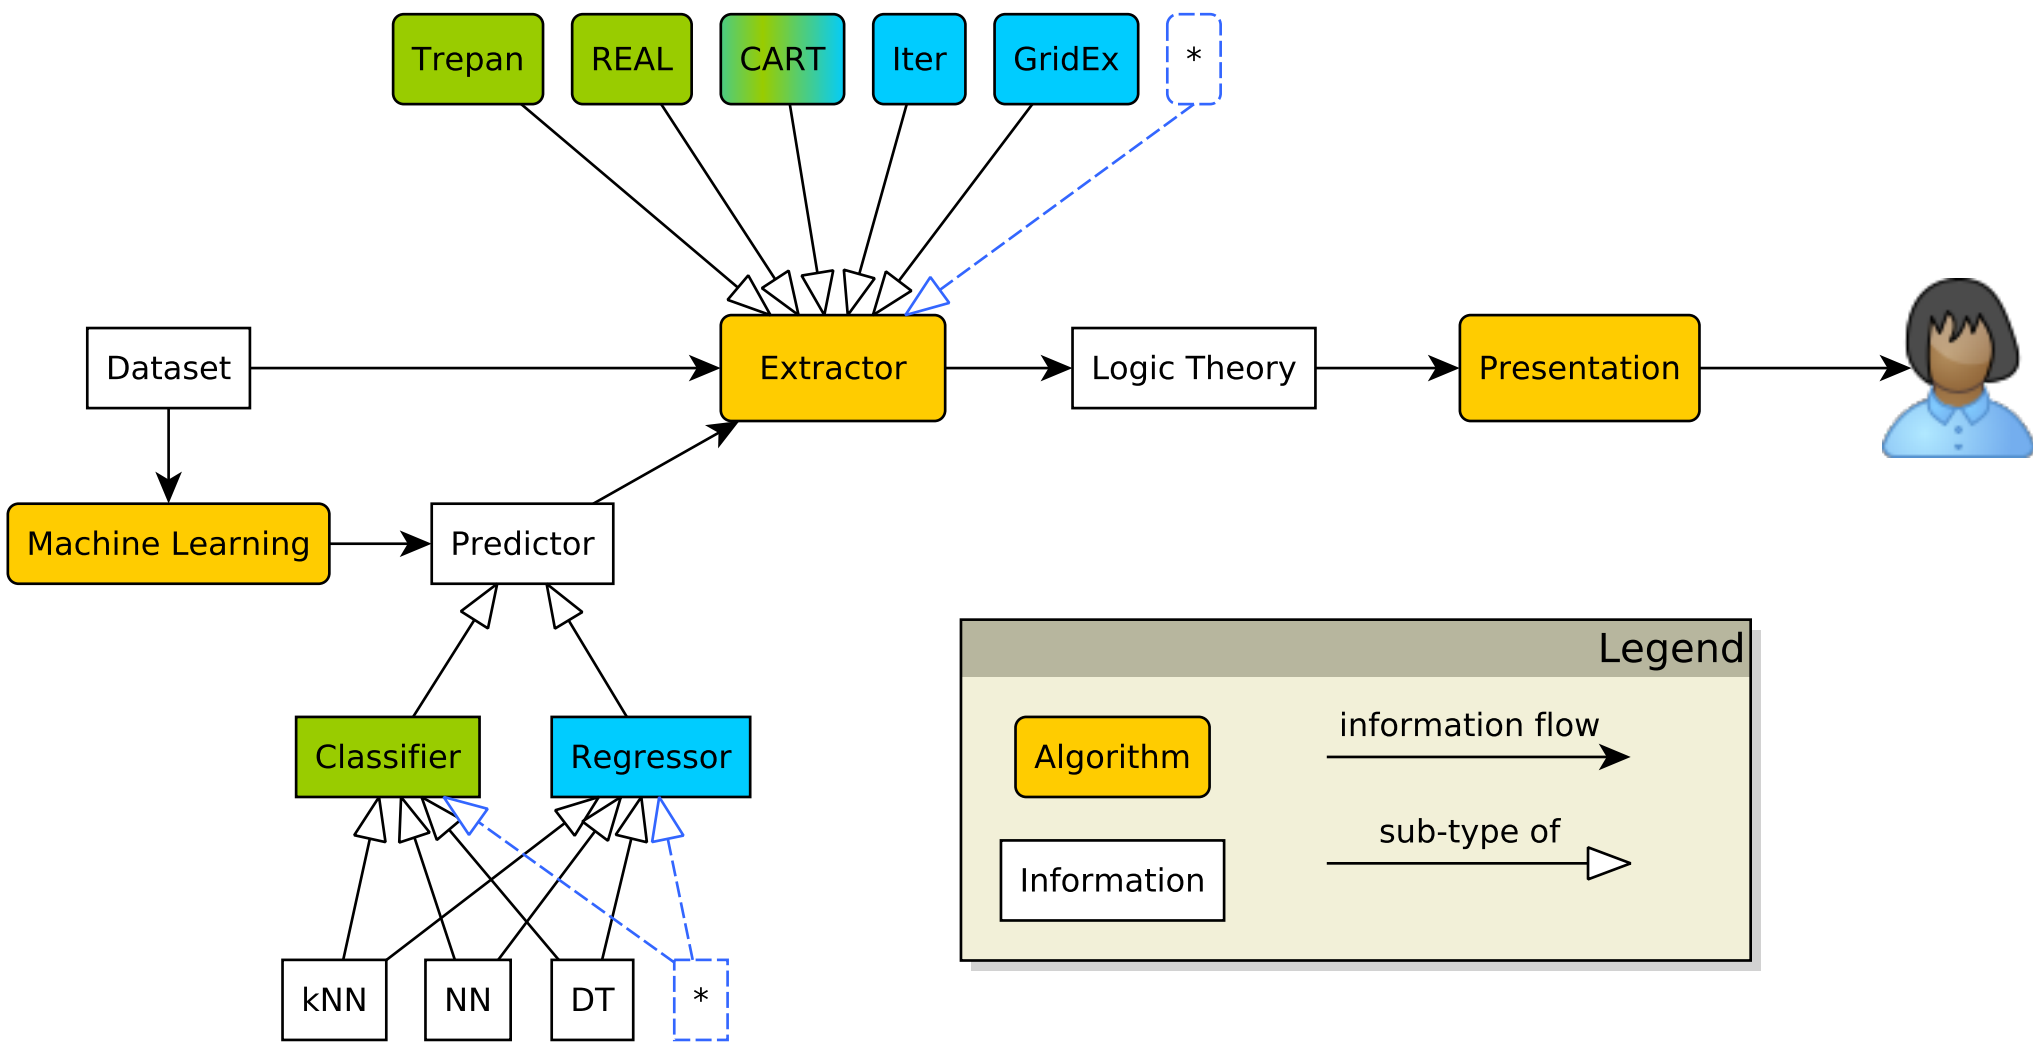 Trepan
REAL
CART
Iter
GridEx
*
Dataset
Extractor
Logic Theory
Presentation
Machine Learning
Predictor
Classifier
Regressor
kNN
NN
DT
*
Legend
Algorithm
information flow
Information
sub-type of